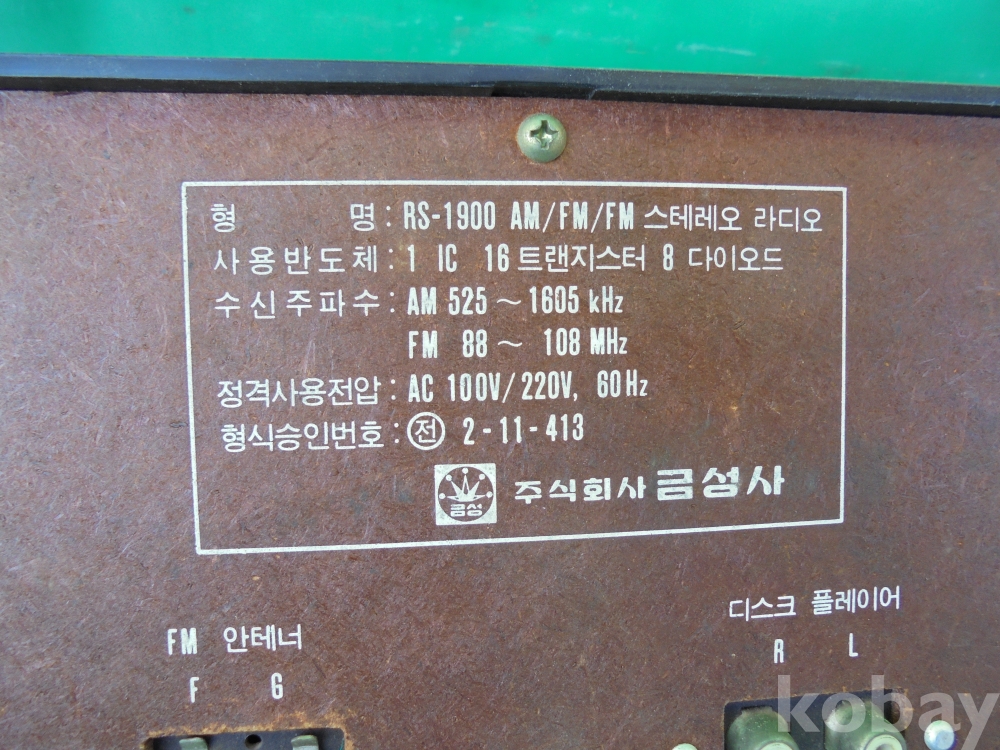 형 명 : RS-1900 AM/FM/FM 스테레오 라디오
사용반도체 : 1 IC 16 트랜지스터 8 다이오드
수신주파수 : AM 525 ~ 1605 kHz
FM 88 ~ 108 MHz
정격사용전압 : AC 100V/220V, 60Hz
형식승인번호 : 전 2-11-413
금성 주식회사 금성사
디스크 플레이어
FM 안테너
R L
F G
kobay